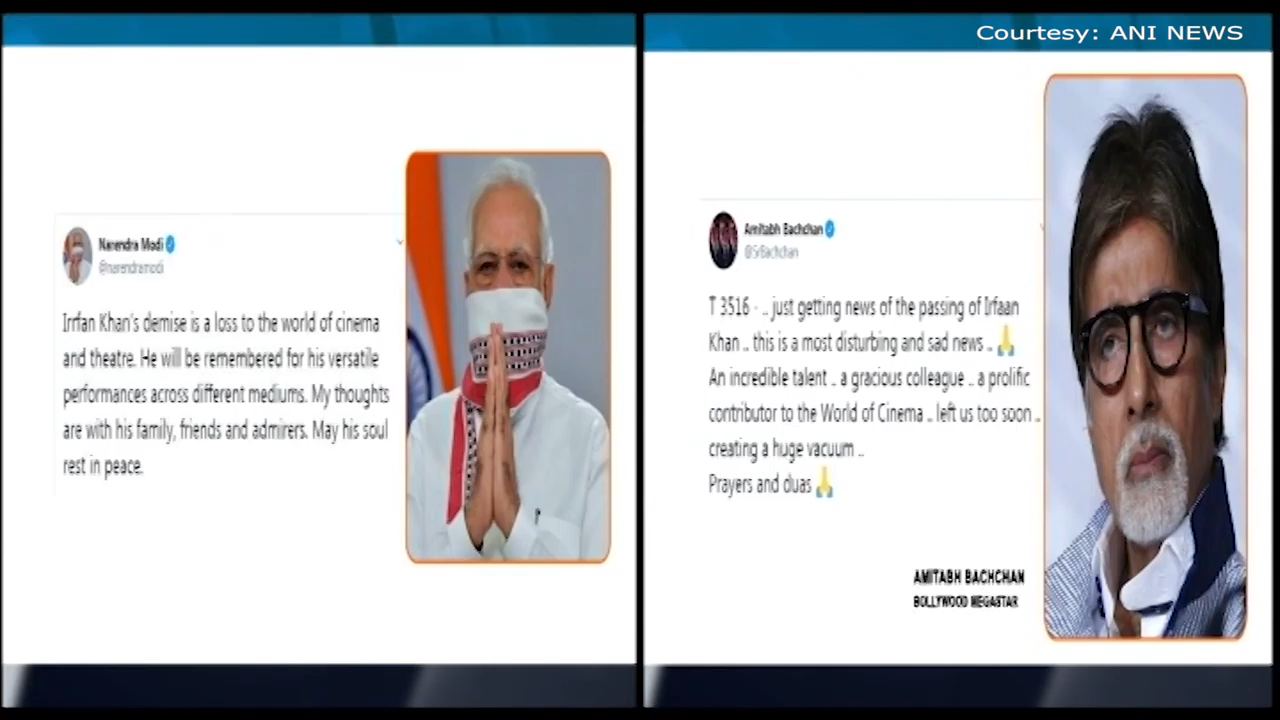 Courtesy: ANI NEWS
Narendra Modi
@narendramodi
Irrfan Khan's demise is a loss to the world of cinema
and theatre. He will be remembered for his versatile
performances across different mediums. My thoughts
are with his family, friends and admirers. May his soul
rest in peace.
Amitabh Bachchan
@SrBachchan
T 3516 - .. just getting news of the passing of Irfaan
Khan .. this is a most disturbing and sad news .. 🙏
An incredible talent .. a gracious colleague .. a prolific
contributor to the World of Cinema .. left us too soon ..
creating a huge vacuum ..
Prayers and duas 🙏
AMITABH BACHCHAN
BOLLYWOOD MEGASTAR